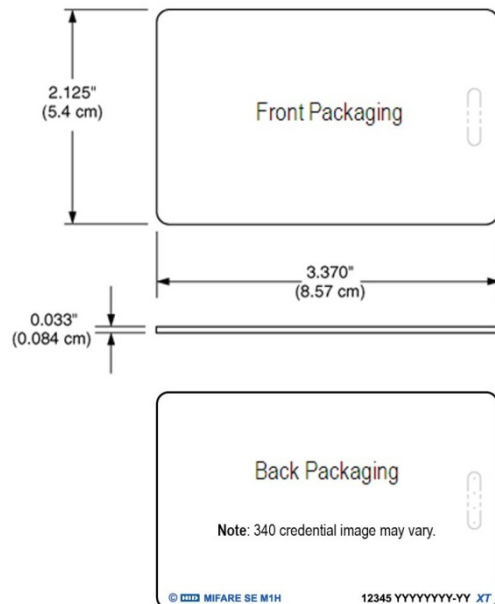 2.125"
(5.4 cm)
Front Packaging
3.370"
(8.57 cm)
0.033"
(0.084 cm)
Back Packaging
Note: 340 credential image may vary.
© HID MIFARE SE M1H 12345 YYYYYYYY-YY XT